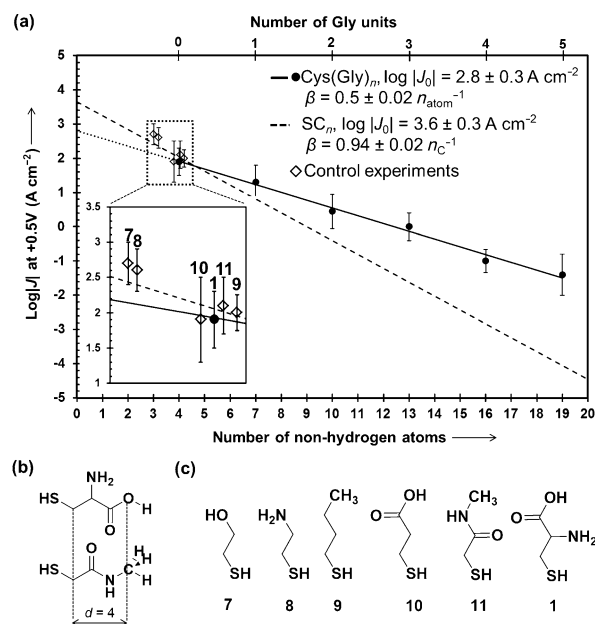 Number of Gly units
(a)
0 1 2 3 4 5
Cys(Gly)n, log |J0| = 2.8 ± 0.3 A cm−2
β = 0.5 ± 0.02 natom−1
SCn, log |J0| = 3.6 ± 0.3 A cm−2
β = 0.94 ± 0.02 nC−1
Control experiments
Log|J| at +0.5V (A cm−2)
5
4
3
2
1
0
-1
-2
-3
-4
-5
3.5
3
2.5
2
1.5
1
7 8 10 1 11 9
0 1 2 3 4 5 6 7 8 9 10 11 12 13 14 15 16 17 18 19 20
Number of non-hydrogen atoms
(b)
NH2
HS O H
O
O H H
HS N C H
H
d = 4
(c)
HO
SH
7
H2N
SH
8
CH3
SH
9
OH
O
SH
10
CH3
HN
O
SH
11
OH
O
NH2
SH
1